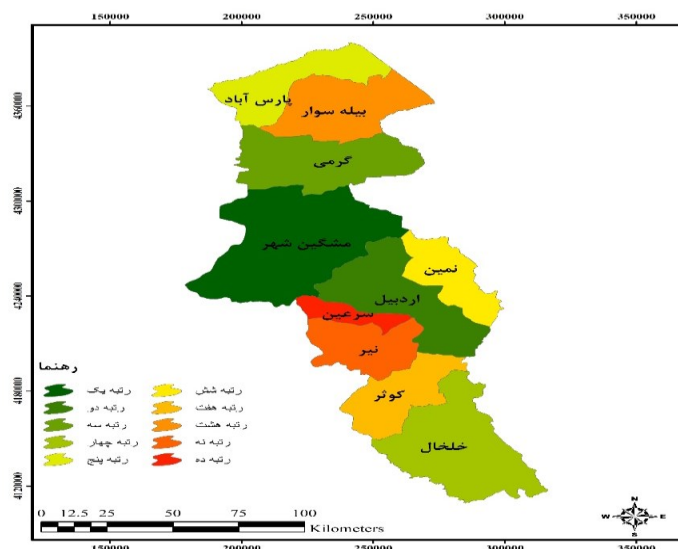 150000 200000 250000 300000 350000
4360000
4300000
4240000
4180000
4120000
پارس آباد
بیله سوار
گرمی
مشگین شهر
نمین
اردبیل
سرعین
نیر
کوثر
خلخال
رهنما
رتبه یک
رتبه دو
رتبه سه
رتبه چهار
رتبه پنج
رتبه شش
رتبه هفت
رتبه هشت
رتبه نه
رتبه ده
0 12.5 25 50 75 100
Kilometers
N
W E
S
150000 200000 250000 300000 350000